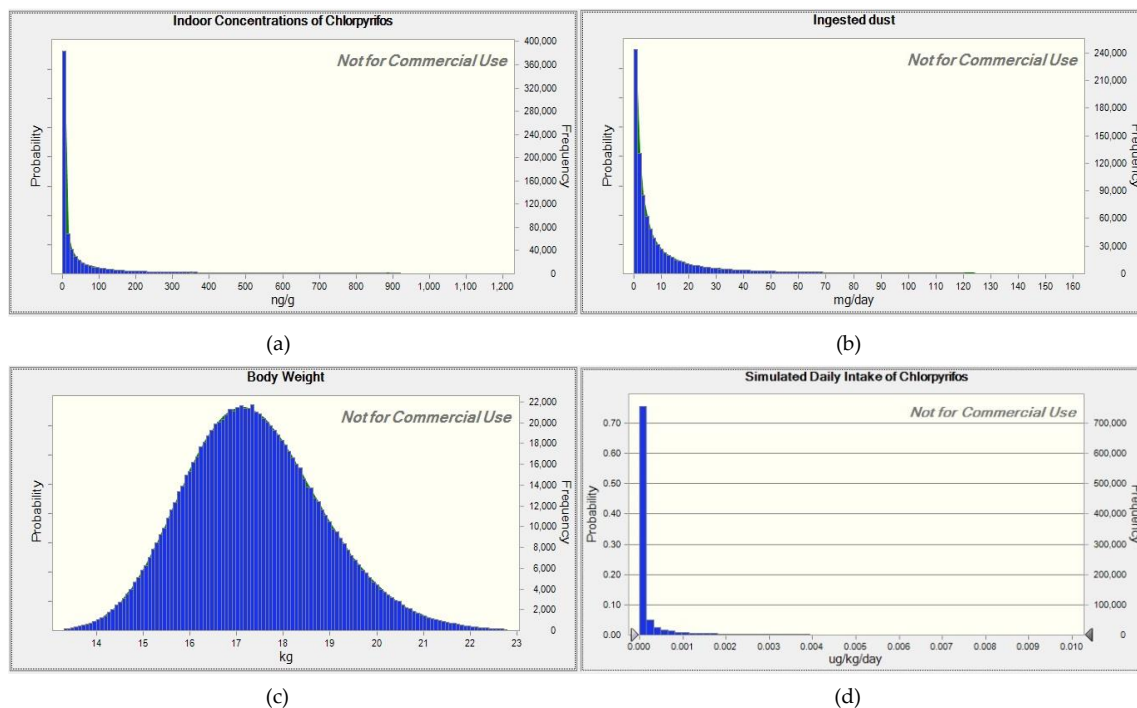 Indoor Concentrations of Chlorpyrifos
Not for Commercial Use
Probability
Frequency
400,000
360,000
320,000
280,000
240,000
200,000
160,000
120,000
80,000
40,000
0
0 100 200 300 400 500 600 700 800 900 1,000 1,100 1,200
ng/g
(a)
Ingested dust
Not for Commercial Use
Probability
Frequency
240,000
210,000
180,000
150,000
120,000
90,000
60,000
30,000
0
0 10 20 30 40 50 60 70 80 90 100 110 120 130 140 150 160
mg/day
(b)
Body Weight
Not for Commercial Use
Probability
Frequency
22,000
20,000
18,000
16,000
14,000
12,000
10,000
8,000
6,000
4,000
2,000
0
14 15 16 17 18 19 20 21 22 23
kg
(c)
Simulated Daily Intake of Chlorpyrifos
Not for Commercial Use
Probability
Frequency
0.70
0.60
0.50
0.40
0.30
0.20
0.10
0.00
700,000
600,000
500,000
400,000
300,000
200,000
100,000
0
0.000 0.001 0.002 0.003 0.004 0.005 0.006 0.007 0.008 0.009 0.010
ug/kg/day
(d)